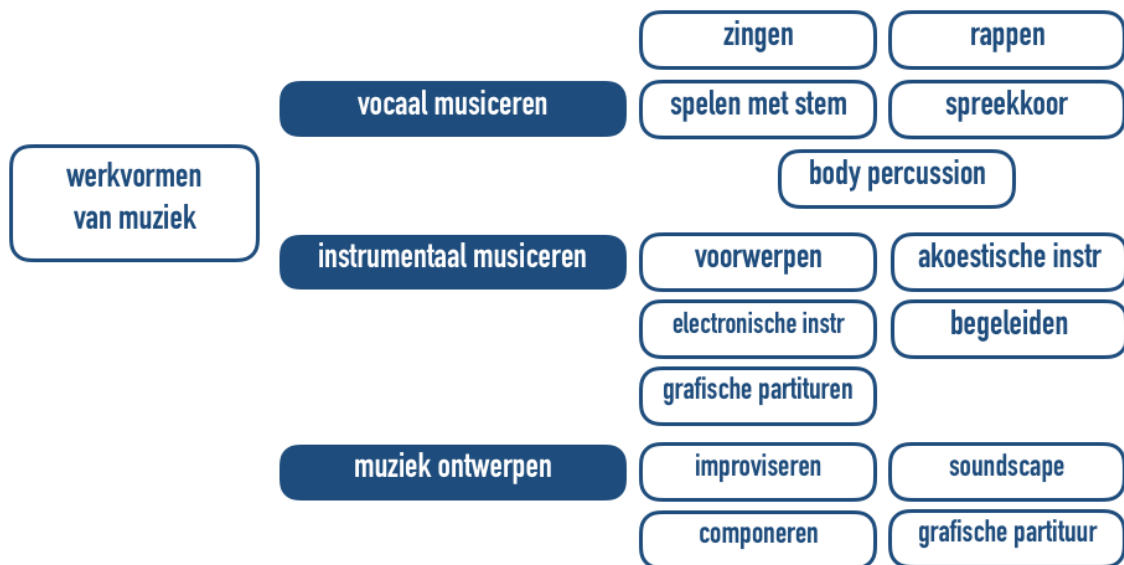 werkvormen
van muziek
vocaal musiceren
zingen
rappen
spelen met stem
spreekkoor
body percussion
instrumentaal musiceren
voorwerpen
akoestische instr
electronische instr
begeleiden
grafische partituren
muziek ontwerpen
improviseren
soundscape
componeren
grafische partituur